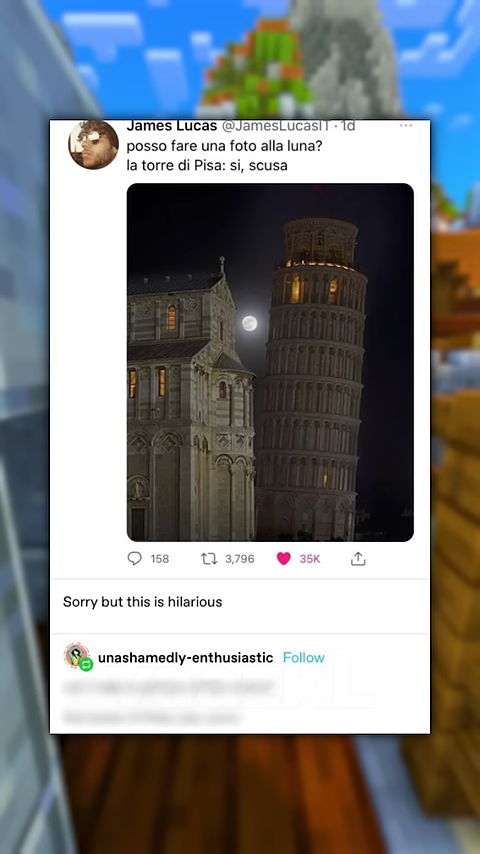 James Lucas @JamesLucasIT · 1d
posso fare una foto alla luna?
la torre di Pisa: si, scusa
158 3,796 35K
Sorry but this is hilarious
unashamedly-enthusiastic Follow